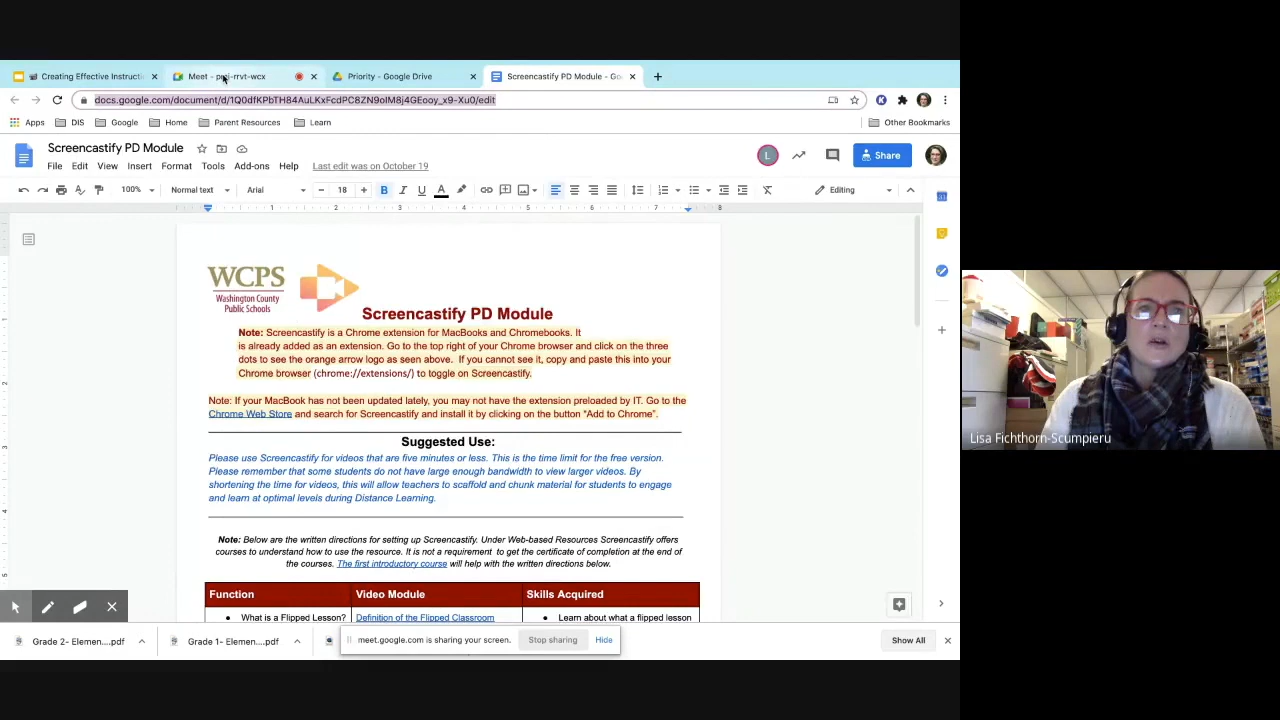 Creating Effective Instructi
Meet - prij-rrvt-wcx
Priority - Google Drive
Screencastify PD Module - Go
docs.google.com/document/d/1Q0dfKPbTH84AuLKxFcdPC8ZN9oIM8j4GEooy_x9-Xu0/edit
Apps
DIS
Google
Home
Parent Resources
Learn
Other Bookmarks
Screencastify PD Module
File Edit View Insert Format Tools Add-ons Help Last edit was on October 19
L
Share
100% Normal text Arial 18 B I U A Editing
1 2 3 4 5 6 7 8
WCPS
Washington County
Public Schools
Screencastify PD Module
Note: Screencastify is a Chrome extension for MacBooks and Chromebooks. It
is already added as an extension. Go to the top right of your Chrome browser and click on the three
dots to see the orange arrow logo as seen above. If you cannot see it, copy and paste this into your
Chrome browser (chrome://extensions/) to toggle on Screencastify.
Note: If your MacBook has not been updated lately, you may not have the extension preloaded by IT. Go to the
Chrome Web Store and search for Screencastify and install it by clicking on the button “Add to Chrome”.
Suggested Use:
Please use Screencastify for videos that are five minutes or less. This is the time limit for the free version.
Please remember that some students do not have large enough bandwidth to view larger videos. By
shortening the time for videos, this will allow teachers to scaffold and chunk material for students to engage
and learn at optimal levels during Distance Learning.
Note: Below are the written directions for setting up Screencastify. Under Web-based Resources Screencastify offers
courses to understand how to use the resource. It is not a requirement to get the certificate of completion at the end of
the courses. The first introductory course will help with the written directions below.
Function Video Module Skills Acquired
What is a Flipped Lesson? Definition of the Flipped Classroom Learn about what a flipped lesson
Grade 2- Elemen....pdf
Grade 1- Elemen....pdf
meet.google.com is sharing your screen.
Stop sharing
Hide
Show All
Lisa Fichthorn-Scumpieru